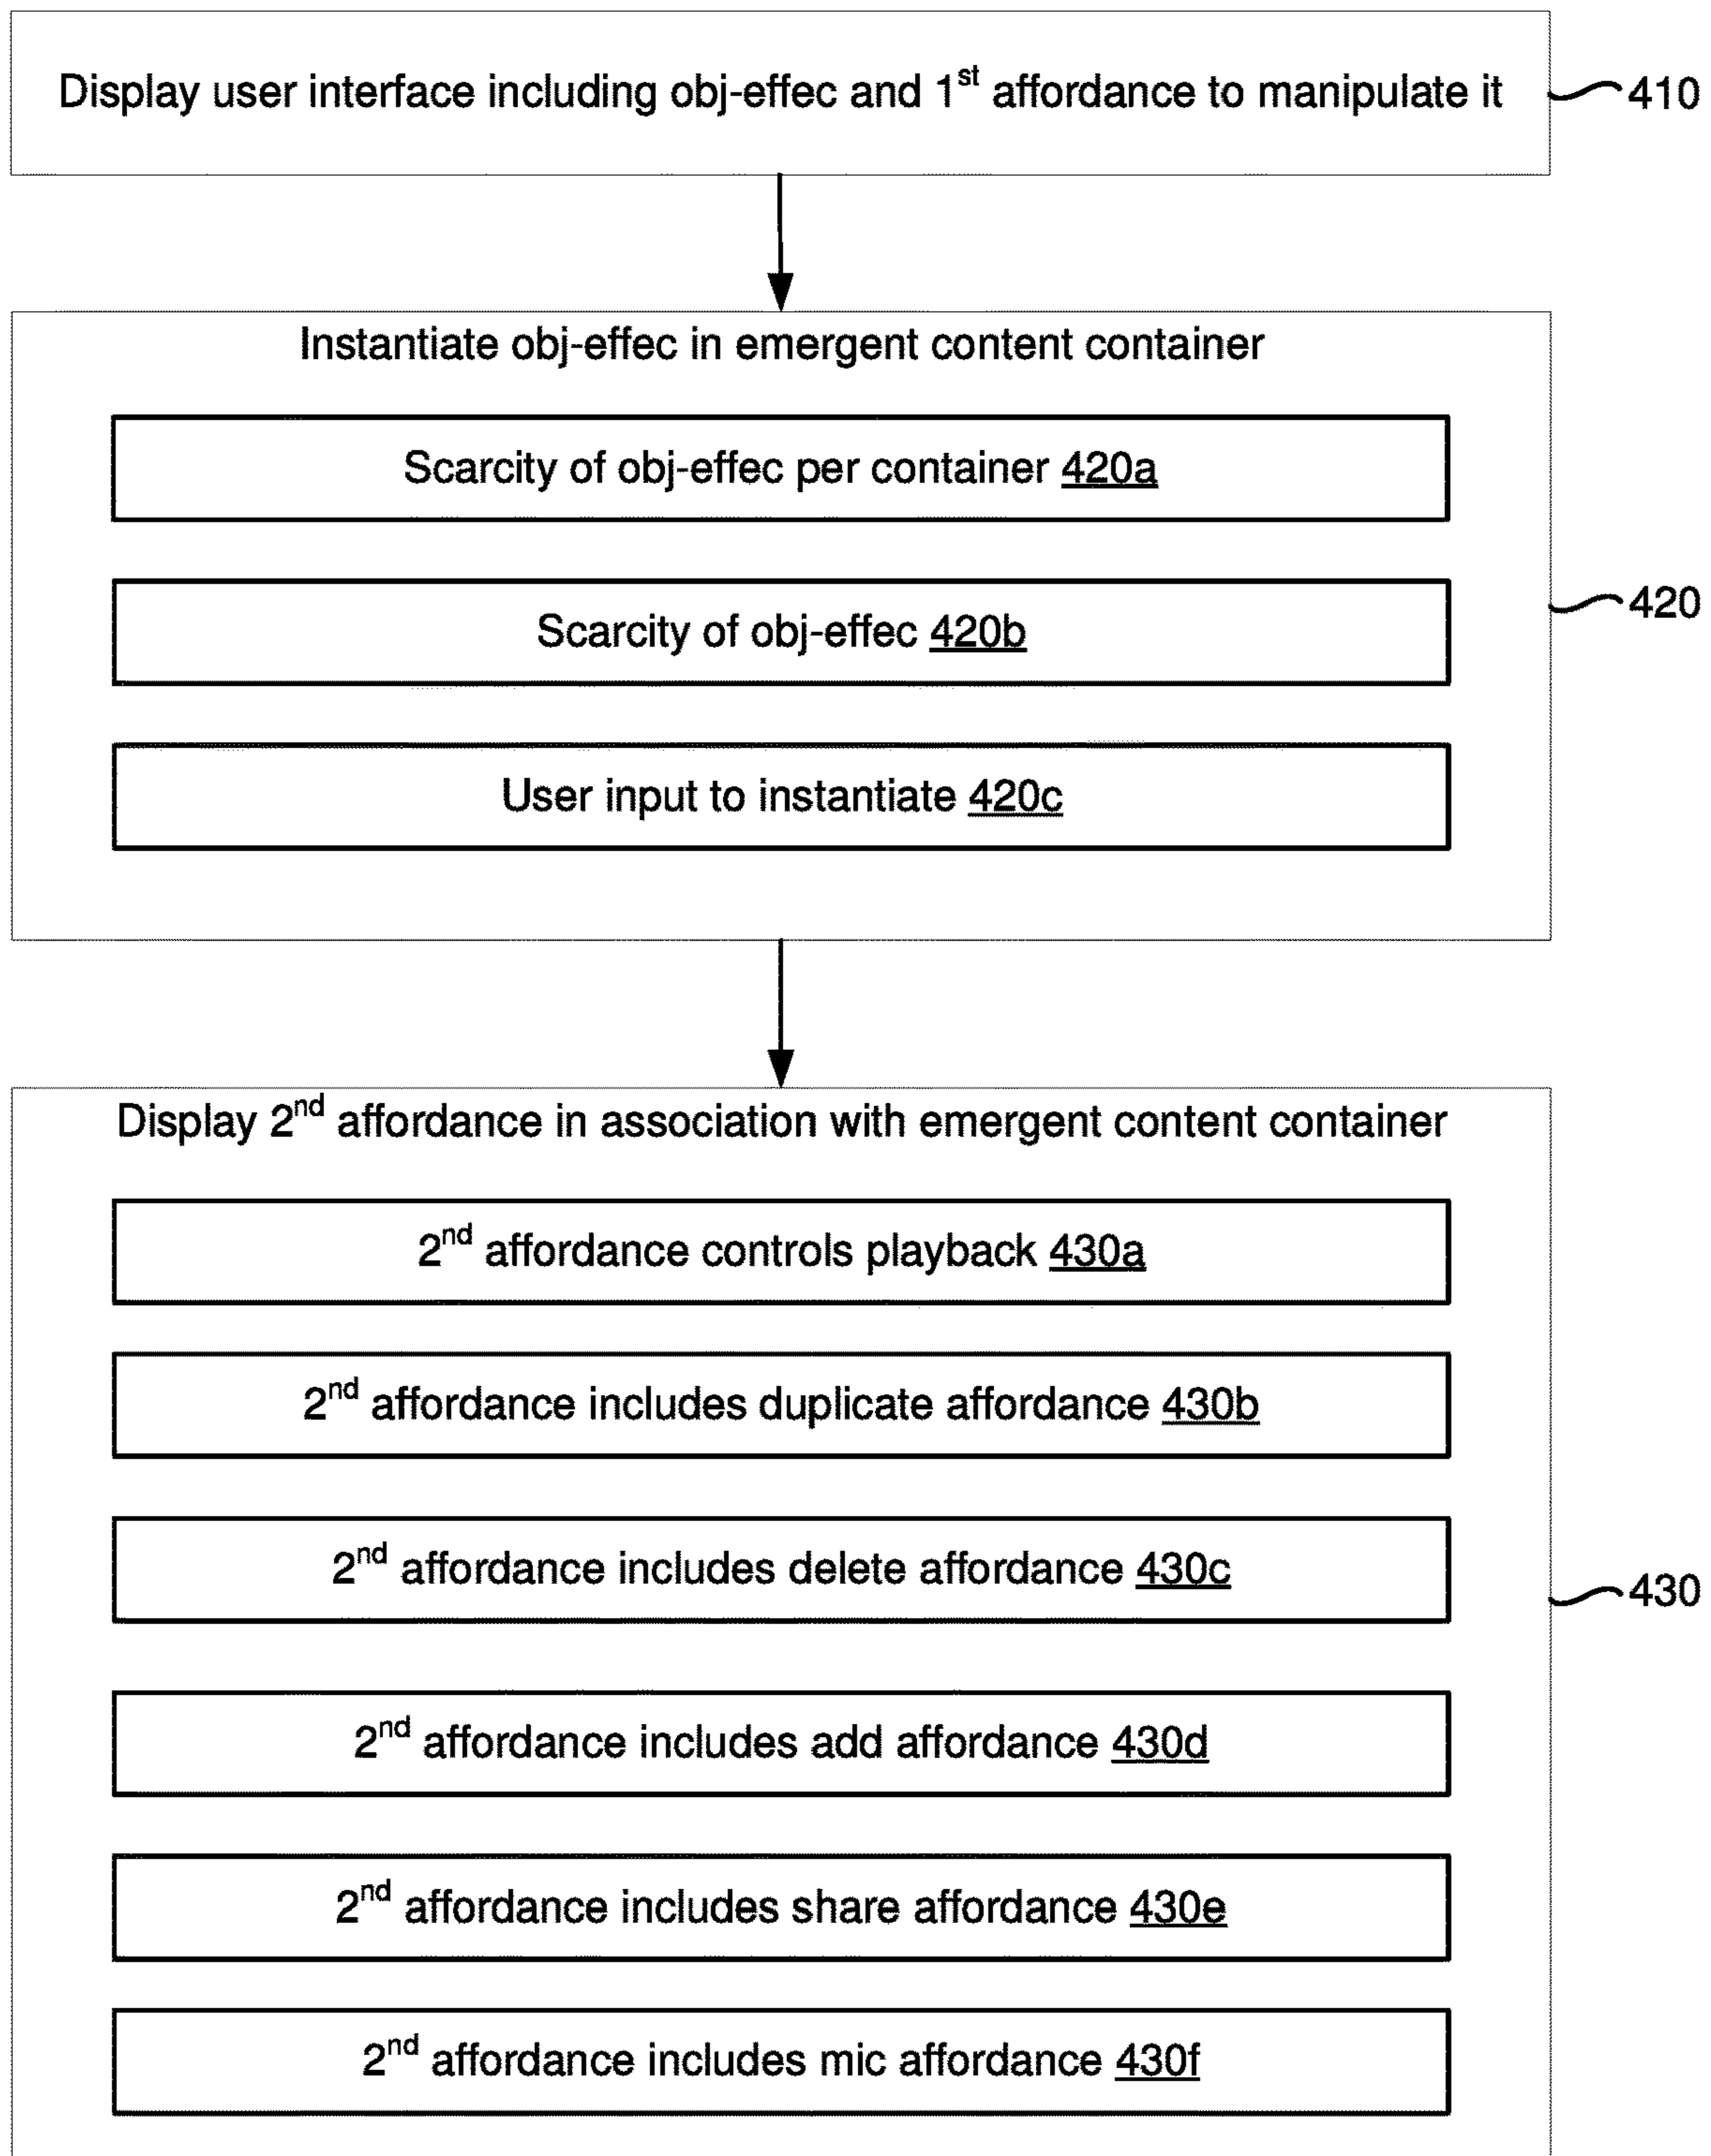 Display user interface including obj-effec and 1st affordance to manipulate it
410
Instantiate obj-effec in emergent content container
Scarcity of obj-effec per container 420a
Scarcity of obj-effec 420b
420
User input to instantiate 420c
Display 2nd affordance in association with emergent content container
2nd affordance controls playback 430a
2nd affordance includes duplicate affordance 430b
2nd affordance includes delete affordance 430c
430
2nd affordance includes add affordance 430d
2nd affordance includes share affordance 430e
2nd affordance includes mic affordance 430f